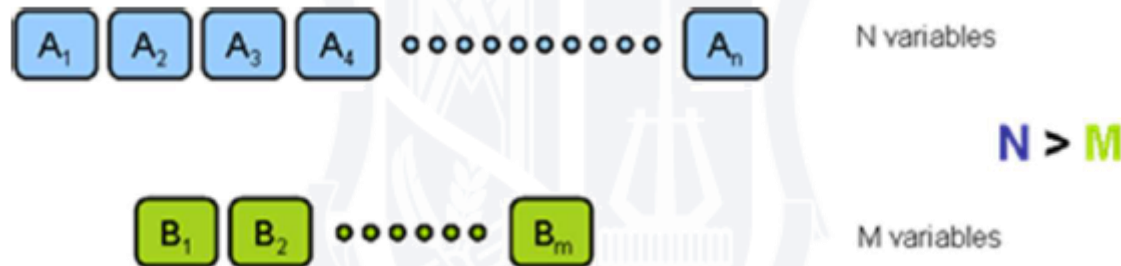 A₁ A₂ A₃ A₄ Aₙ N variables
N > M
B₁ B₂ Bₘ M variables